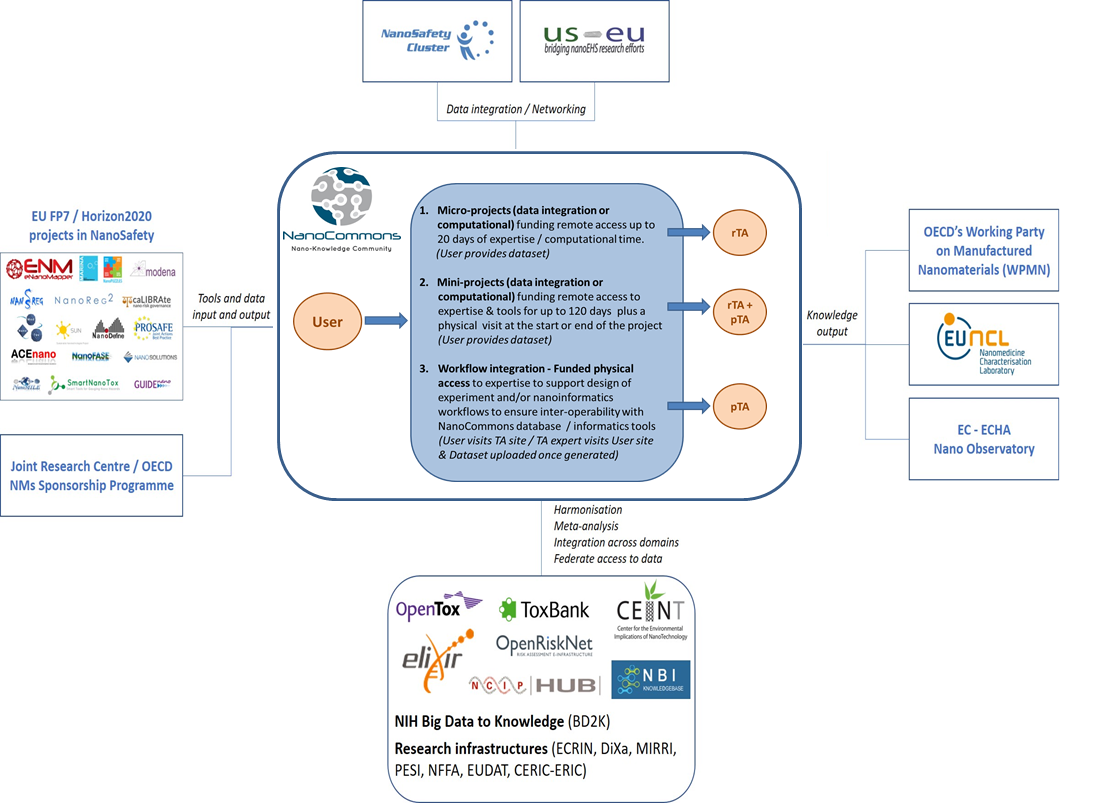 NanoSafety
Cluster
us eu
bridging nanoEHS research efforts
Data integration / Networking
EU FP7 / Horizon2020
projects in NanoSafety
ENM
eNanoMapper
modena
NanoRec2
caLIBRAte
SUN
NanoDefine
PROSAFE
ACEnano
NANOFASE
NANOSOLUTIONS
SmartNanoTox
GUIDEnano
Joint Research Centre / OECD
NMs Sponsorship Programme
Tools and data
input and output
NanoCommons
Nano-Knowledge Community
User
1. Micro-projects (data integration or
computational) funding remote access up to
20 days of expertise / computational time.
(User provides dataset)
rTA
2. Mini-projects (data integration or
computational) funding remote access to
expertise & tools for up to 120 days plus a
physical visit at the start or end of the project
(User provides dataset)
rTA +
pTA
3. Workflow integration - Funded physical
access to expertise to support design of
experiment and/or nanoinformatics
workflows to ensure inter-operability with
NanoCommons database / informatics tools
(User visits TA site / TA expert visits User site
& Dataset uploaded once generated)
pTA
Knowledge
output
OECD's Working Party
on Manufactured
Nanomaterials (WPMN)
EUNCL
Nanomedicine
Characterisation
Laboratory
EC - ECHA
Nano Observatory
Harmonisation
Meta-analysis
Integration across domains
Federate access to data
OpenTox
ToxBank
CEINT
Center for the Environmental
Implications of NanoTechnology
elixir
OpenRiskNet
RISK ASSESSMENT E-INFRASTRUCTURE
NCIP HUB
NBI
KNOWLEDGEBASE
NIH Big Data to Knowledge (BD2K)
Research infrastructures (ECRIN, DiXa, MIRRI,
PESI, NFFA, EUDAT, CERIC-ERIC)